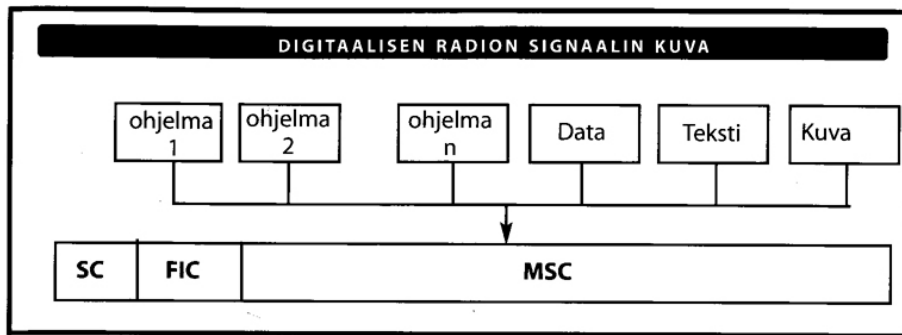 DIGITAALISEN RADION SIGNAALIN KUVA
ohjelma
1
ohjelma
2
ohjelma
n
Data
Teksti
Kuva
SC
FIC
MSC